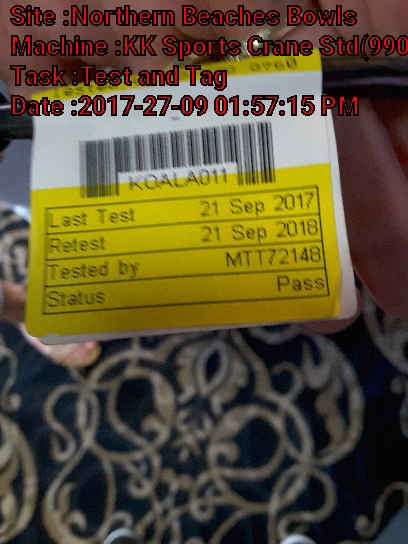 Site :Northern Beaches Bowls
Machine :KK Sports Crane Std(990
Task :Test and Tag
Date :2017-27-09 01:57:15 PM
KOALA011
Last Test 21 Sep 2017
Retest 21 Sep 2018
Tested by MTT72148
Status Pass